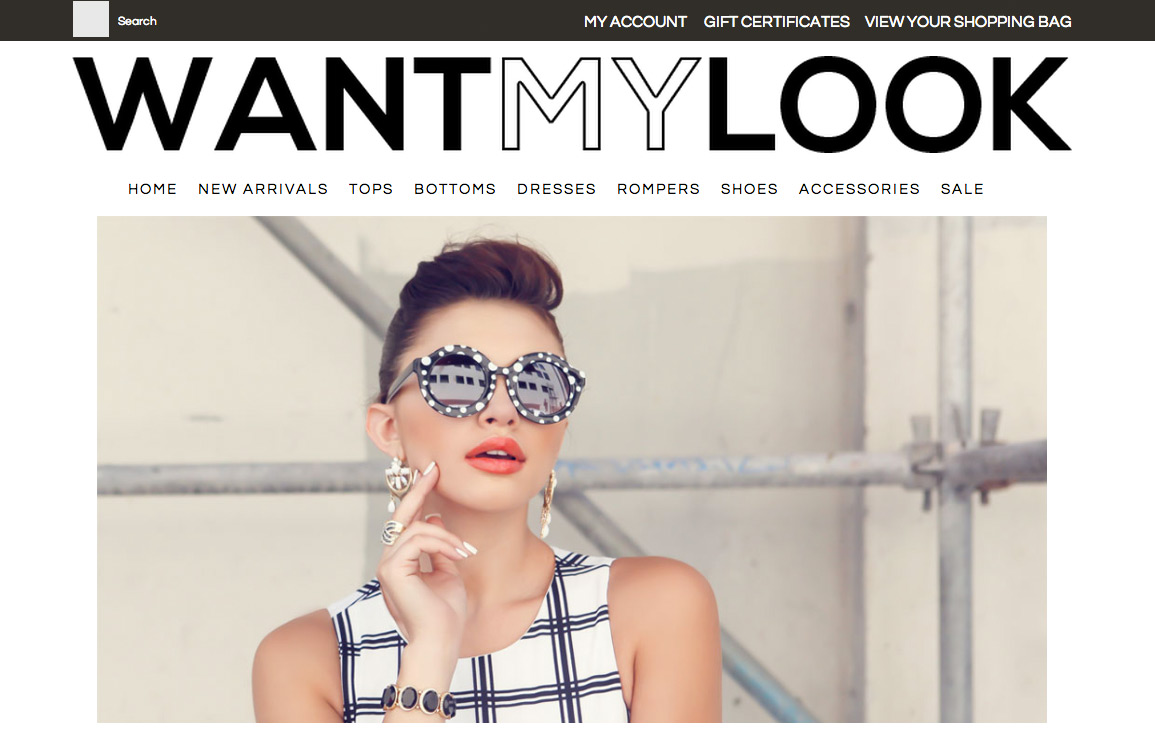 Search MY ACCOUNT GIFT CERTIFICATES VIEW YOUR SHOPPING BAG
WANTMYLOOK
HOME NEW ARRIVALS TOPS BOTTOMS DRESSES ROMPERS SHOES ACCESSORIES SALE